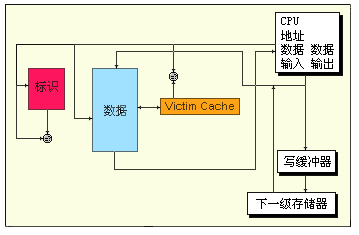 CPU
地址
数据 数据
输入 输出
标识
数据
Victim Cache
写缓冲器
下一级存储器